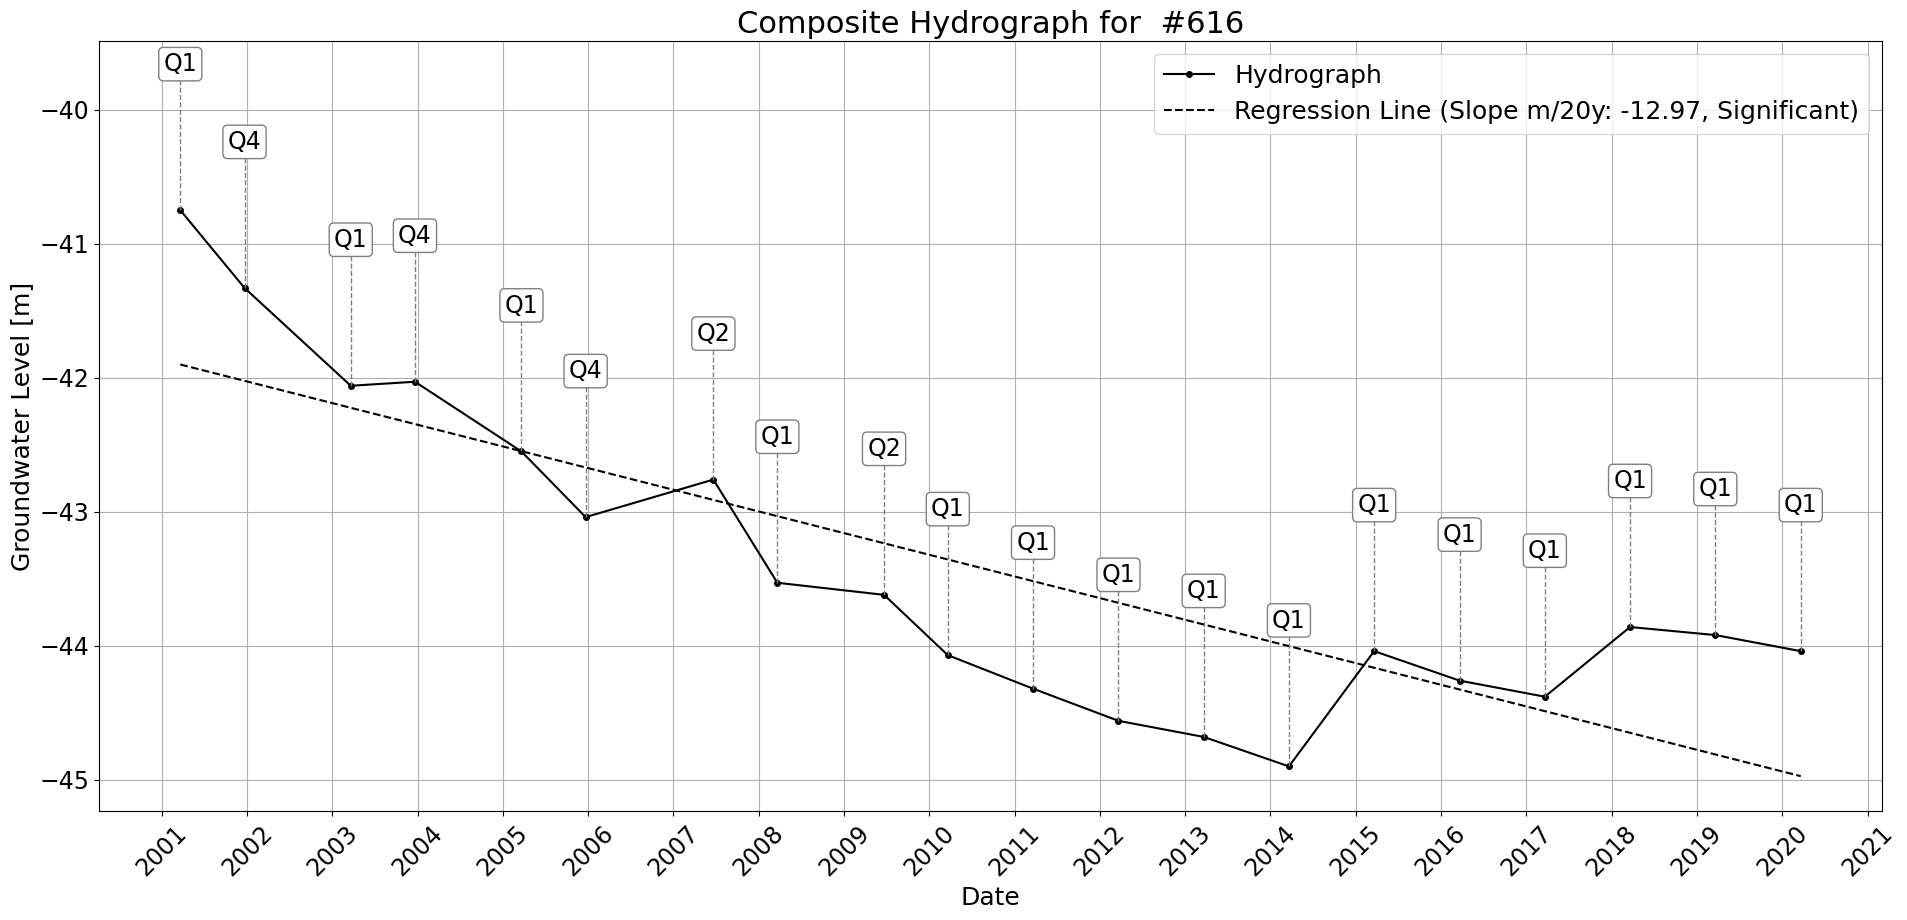 Composite Hydrograph for  #616
Hydrograph
Regression Line (Slope m/20y: -12.97, Significant)
Groundwater Level [m]
−40
−41
−42
−43
−44
−45
Q1
Q4
Q1
Q4
Q1
Q4
Q2
Q1
Q2
Q1
Q1
Q1
Q1
Q1
Q1
Q1
Q1
Q1
Q1
Q1
2001
2002
2003
2004
2005
2006
2007
2008
2009
2010
2011
2012
2013
2014
2015
2016
2017
2018
2019
2020
2021
Date